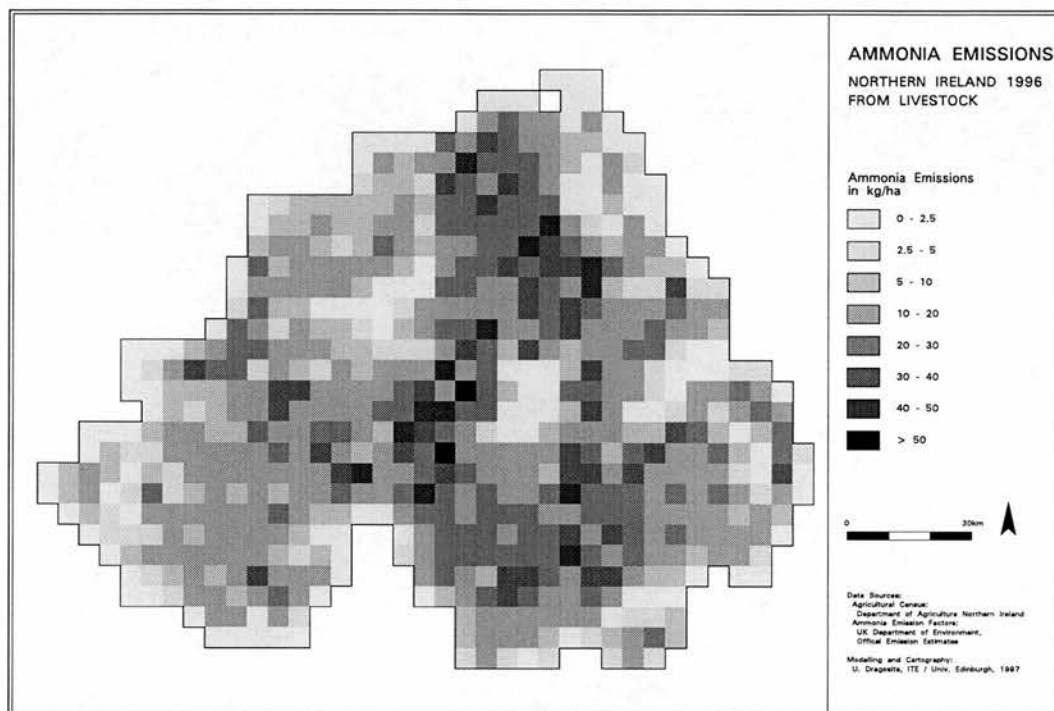 AMMONIA EMISSIONS
NORTHERN IRELAND 1996
FROM LIVESTOCK
Ammonia Emissions
in kg/ha
0 - 2.5
2.5 - 5
5 - 10
10 - 20
20 - 30
30 - 40
40 - 50
> 50
0 30km
Data Sources:
Agricultural Census:
Department of Agriculture Northern Ireland
Ammonia Emission Factors:
UK Department of Environment,
Offical Emission Estimates
Modelling and Cartography:
U. Dragosits, ITE / Univ. Edinburgh, 1997